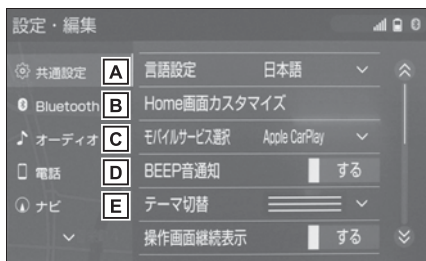 設定・編集
共通設定 A 言語設定 日本語
Bluetooth B Home画面カスタマイズ
オーディオ C モバイルサービス選択 Apple CarPlay
電話 D BEEP音通知 する
ナビ E テーマ切替
操作画面継続表示 する